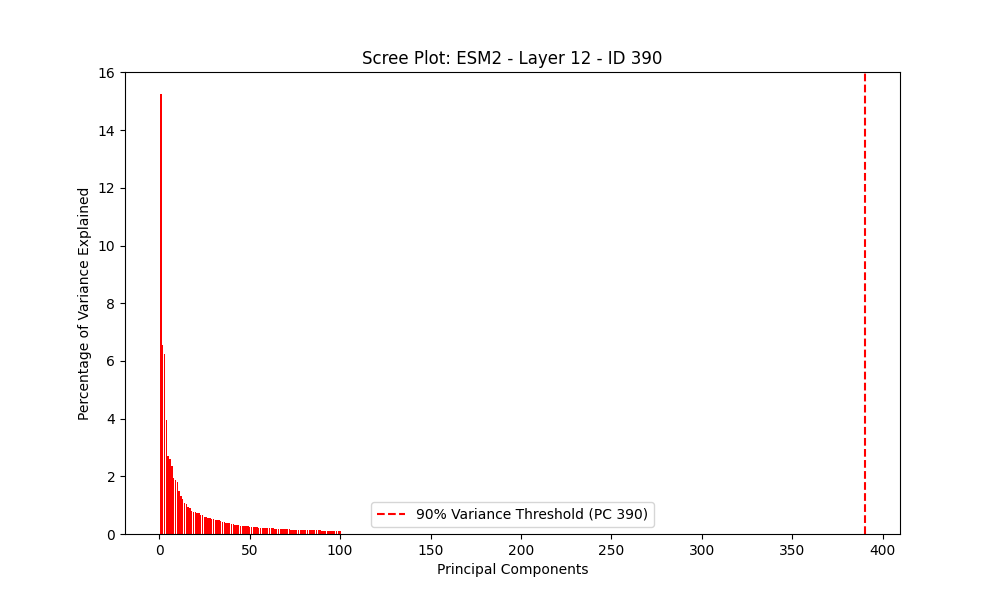 Scree Plot: ESM2 - Layer 12 - ID 390
Percentage of Variance Explained
16
14
12
10
8
6
4
2
0
90% Variance Threshold (PC 390)
0 50 100 150 200 250 300 350 400
Principal Components